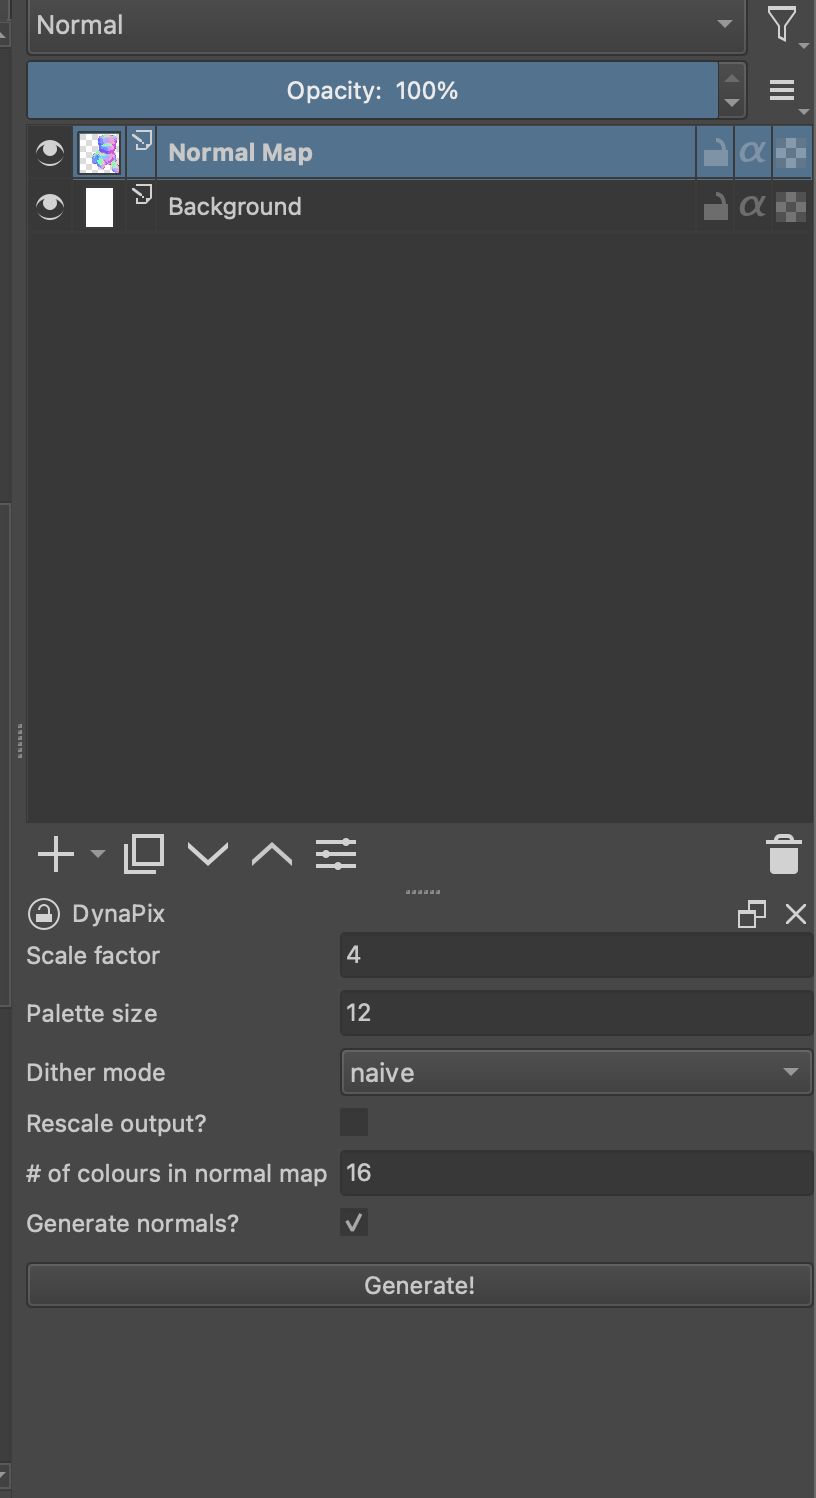 Normal
Opacity: 100%
Normal Map
α
Background
α
DynaPix
Scale factor 4
Palette size 12
Dither mode naive
Rescale output?
# of colours in normal map 16
Generate normals?
Generate!